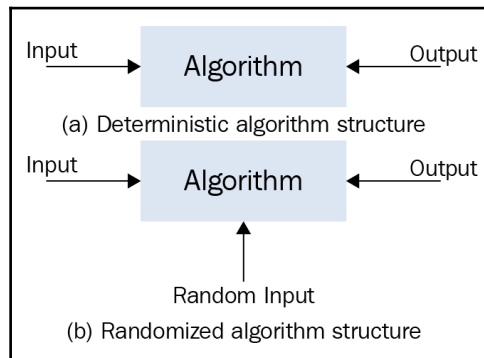 Input
Algorithm
Output
(a) Deterministic algorithm structure
Input
Algorithm
Output
Random Input
(b) Randomized algorithm structure